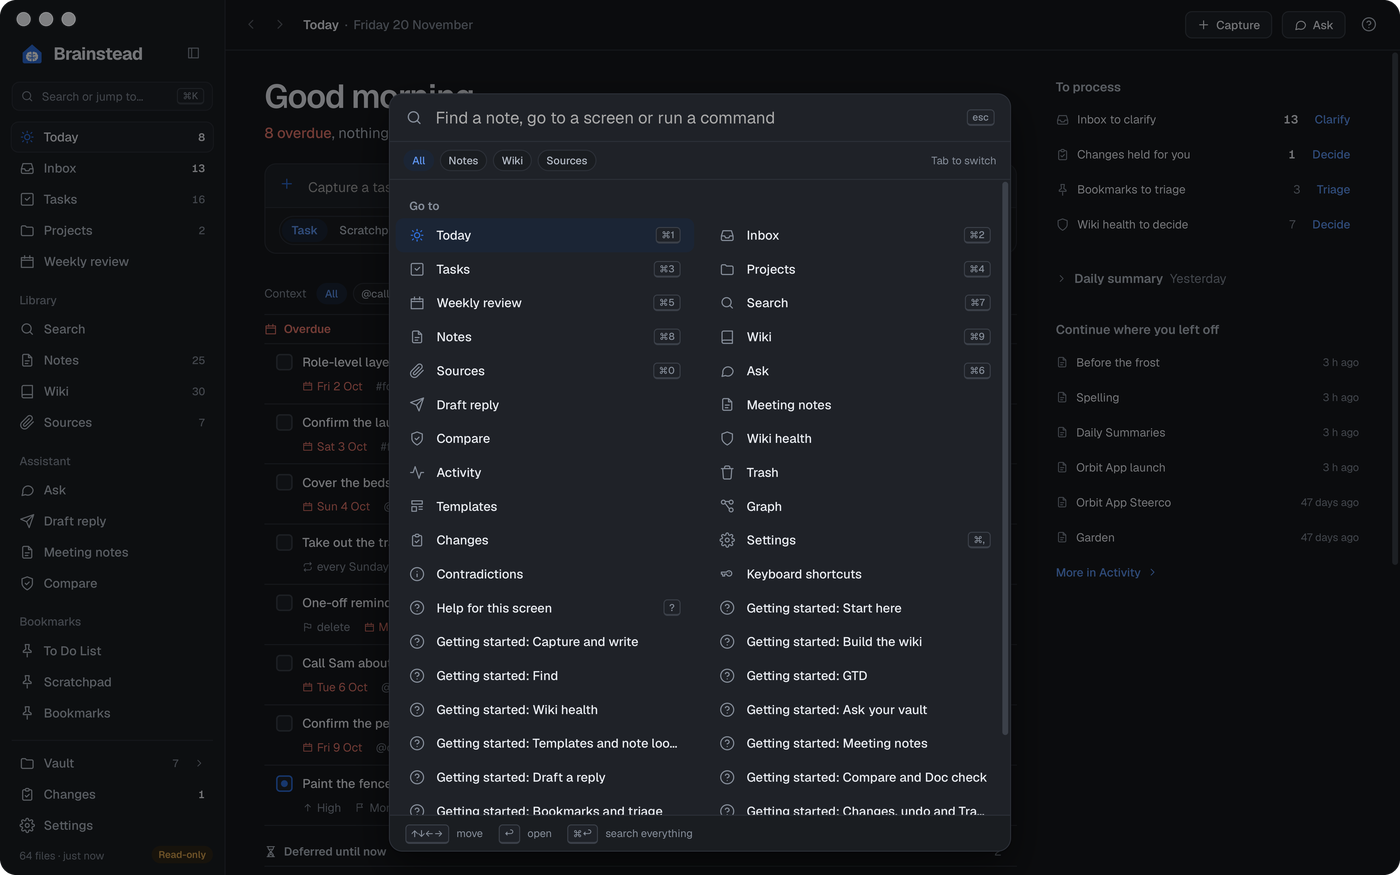 Brainstead
Search or jump to... ⌘K
Today 8
Inbox 13
Tasks 16
Projects 2
Weekly review
Library
Search
Notes 25
Wiki 30
Sources 7
Assistant
Ask
Draft reply
Meeting notes
Compare
Bookmarks
To Do List
Scratchpad
Bookmarks
Vault 7
Changes 1
Settings
64 files · just now Read-only
Today · Friday 20 November
Capture Ask
Good morning
8 overdue, nothing
Capture a tas
Task Scratchp
Context All @call
Overdue
Role-level laye
Fri 2 Oct
Confirm the lau
Sat 3 Oct
Cover the beds
Sun 4 Oct @
Take out the tr
every Sunday
One-off remind
delete
Call Sam abou
Tue 6 Oct @
Confirm the pe
Fri 9 Oct
Paint the fence
High Mon
Deferred until now
Find a note, go to a screen or run a command esc
All Notes Wiki Sources Tab to switch
Go to
Today ⌘1 Inbox ⌘2
Tasks ⌘3 Projects ⌘4
Weekly review ⌘5 Search ⌘7
Notes ⌘8 Wiki ⌘9
Sources ⌘0 Ask ⌘6
Draft reply Meeting notes
Compare Wiki health
Activity Trash
Templates Graph
Changes Settings ⌘,
Contradictions Keyboard shortcuts
Help for this screen ? Getting started: Start here
Getting started: Capture and write Getting started: Build the wiki
Getting started: Find Getting started: GTD
Getting started: Wiki health Getting started: Ask your vault
Getting started: Templates and note loo... Getting started: Meeting notes
Getting started: Draft a reply Getting started: Compare and Doc check
Getting started: Bookmarks and triage Getting started: Changes, undo and Tra...
↑↓←→ move ↩ open ⌘↩ search everything
To process
Inbox to clarify 13 Clarify
Changes held for you 1 Decide
Bookmarks to triage 3 Triage
Wiki health to decide 7 Decide
Daily summary Yesterday
Continue where you left off
Before the frost 3 h ago
Spelling 3 h ago
Daily Summaries 3 h ago
Orbit App launch 3 h ago
Orbit App Steerco 47 days ago
Garden 47 days ago
More in Activity